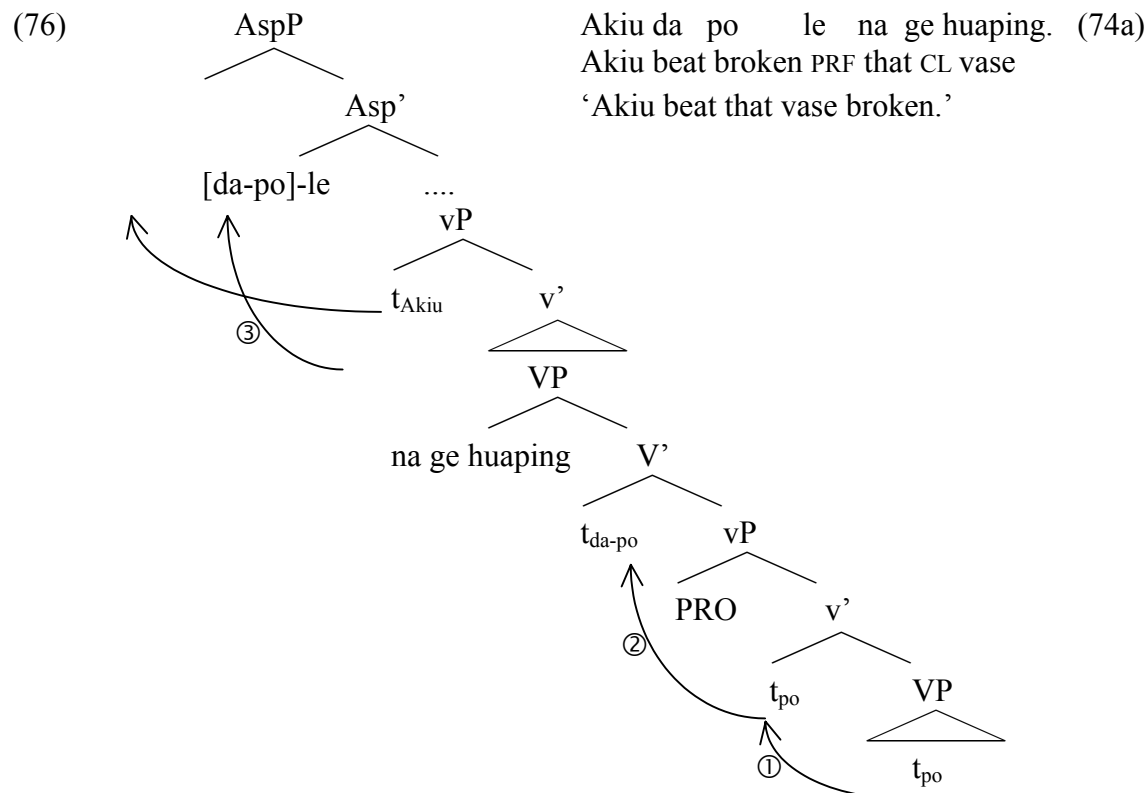 (76) AspP Akiu da po le na ge huaping. (74a)
Akiu beat broken PRF that CL vase
Asp’ ‘Akiu beat that vase broken.’
[da-po]-le ....
vP
tAkiu v’
③
VP
na ge huaping V’
tda-po vP
PRO v’
②
tpo VP
① tpo